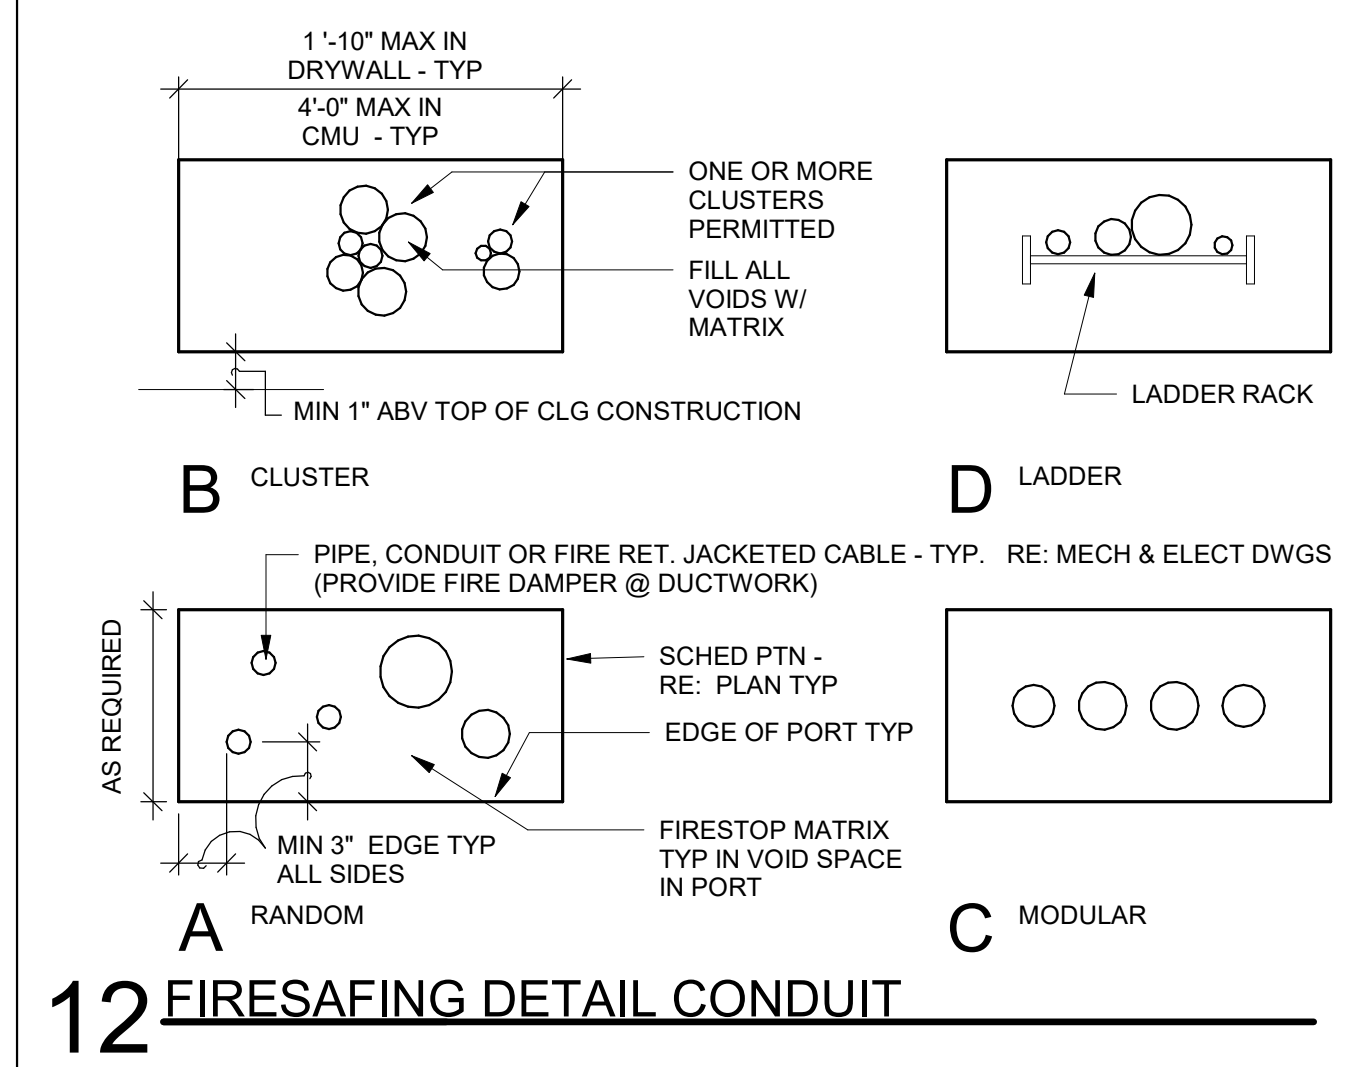 1 '-10" MAX IN
DRYWALL - TYP
4'-0" MAX IN
CMU - TYP
ONE OR MORE
CLUSTERS
PERMITTED
FILL ALL
VOIDS W/
MATRIX
MIN 1" ABV TOP OF CLG CONSTRUCTION
B CLUSTER
LADDER RACK
D LADDER
PIPE, CONDUIT OR FIRE RET. JACKETED CABLE - TYP. RE: MECH & ELECT DWGS
(PROVIDE FIRE DAMPER @ DUCTWORK)
AS REQUIRED
SCHED PTN -
RE: PLAN TYP
EDGE OF PORT TYP
FIRESTOP MATRIX
TYP IN VOID SPACE
IN PORT
MIN 3" EDGE TYP
ALL SIDES
A RANDOM
C MODULAR
12 FIRESAFING DETAIL CONDUIT